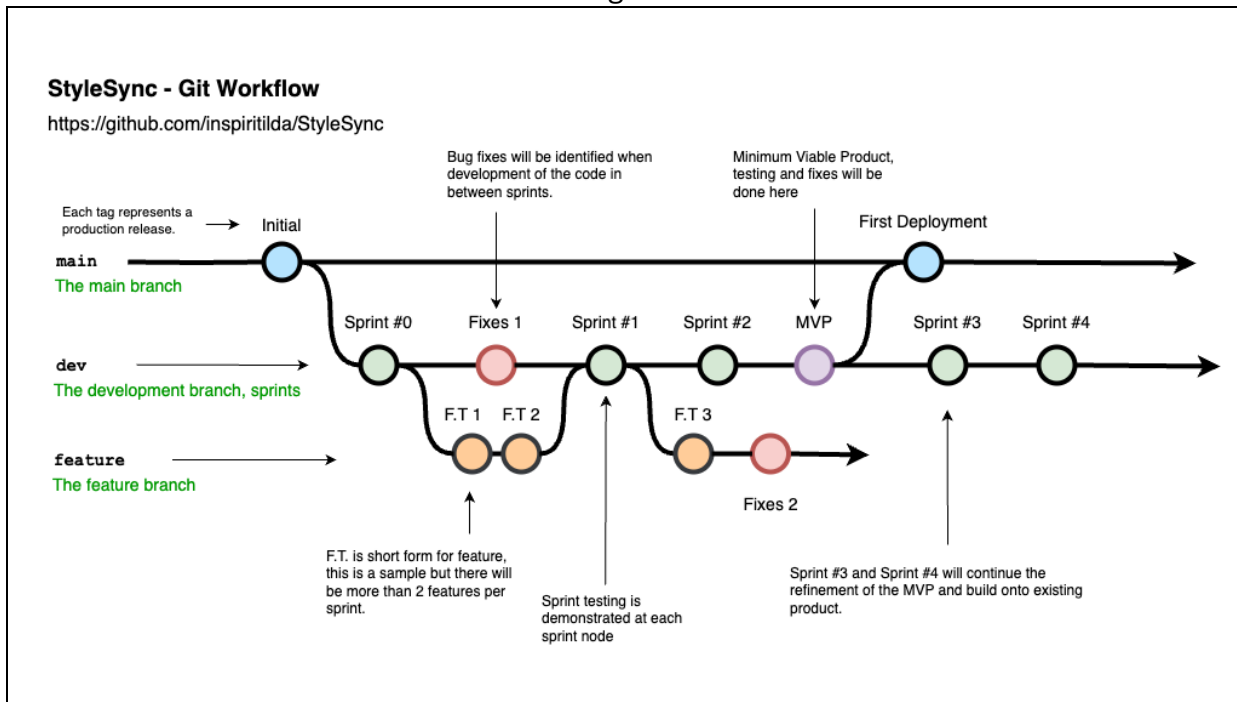 StyleSync - Git Workflow
https://github.com/inspiritilda/StyleSync
Bug fixes will be identified when
development of the code in
between sprints.
Minimum Viable Product,
testing and fixes will be
done here
Each tag represents a
production release.
Initial
First Deployment
main
The main branch
Sprint #0
Fixes 1
Sprint #1
Sprint #2
MVP
Sprint #3
Sprint #4
dev
The development branch, sprints
F.T 1
F.T 2
F.T 3
feature
The feature branch
Fixes 2
F.T. is short form for feature,
this is a sample but there will
be more than 2 features per
sprint.
Sprint testing is
demonstrated at each
sprint node
Sprint #3 and Sprint #4 will continue the
refinement of the MVP and build onto existing
product.